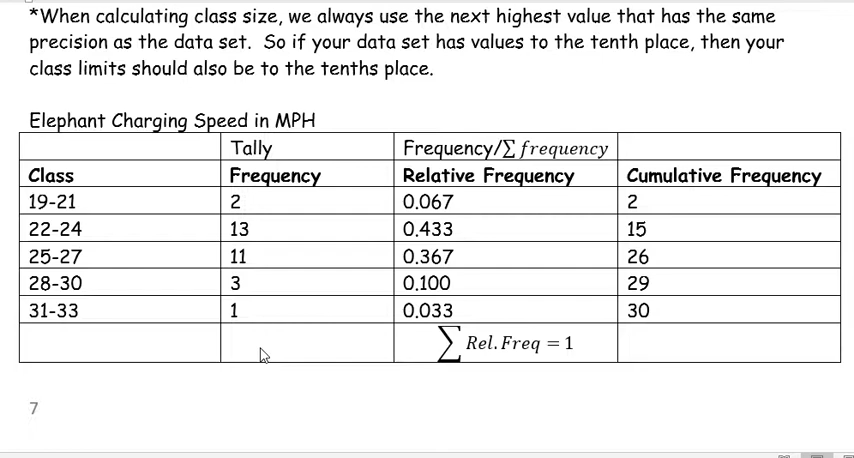 *When calculating class size, we always use the next highest value that has the same
precision as the data set.  So if your data set has values to the tenth place, then your
class limits should also be to the tenths place.
Elephant Charging Speed in MPH
Tally Frequency/∑ frequency
Class Frequency Relative Frequency Cumulative Frequency
19-21 2 0.067 2
22-24 13 0.433 15
25-27 11 0.367 26
28-30 3 0.100 29
31-33 1 0.033 30
∑ Rel. Freq = 1
7